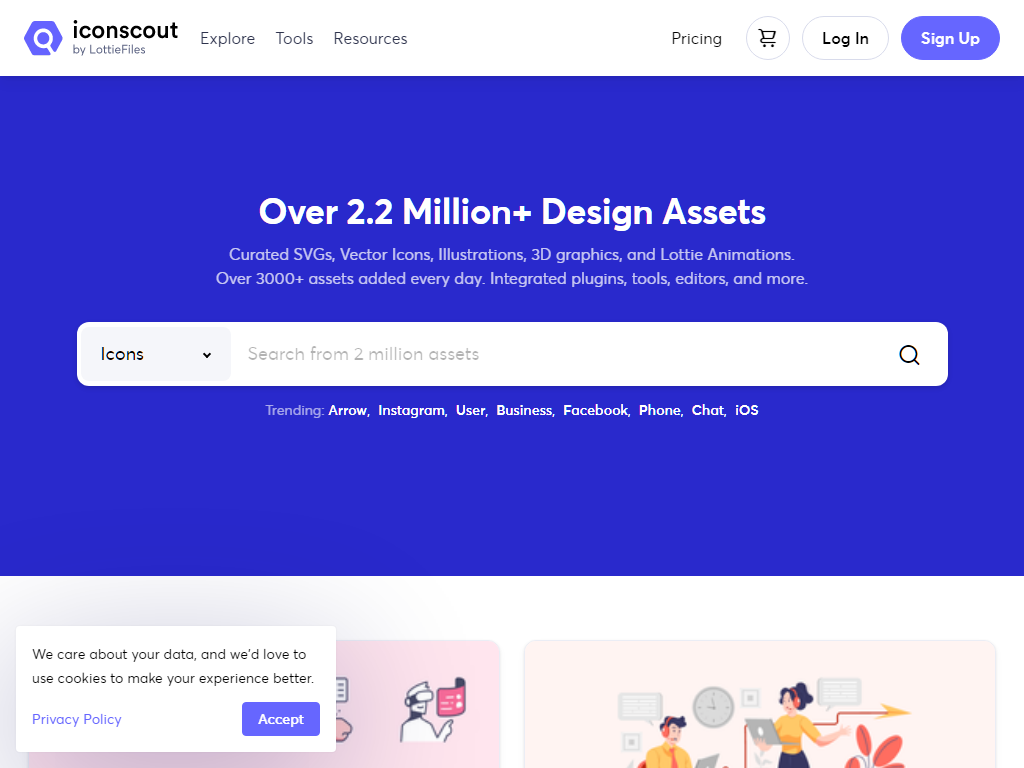 iconscout
by LottieFiles
Explore
Tools
Resources
Pricing
Log In
Sign Up
Over 2.2 Million+ Design Assets
Curated SVGs, Vector Icons, Illustrations, 3D graphics, and Lottie Animations.
Over 3000+ assets added every day. Integrated plugins, tools, editors, and more.
Icons
Search from 2 million assets
Trending: Arrow, Instagram, User, Business, Facebook, Phone, Chat, iOS
We care about your data, and we'd love to
use cookies to make your experience better.
Privacy Policy
Accept